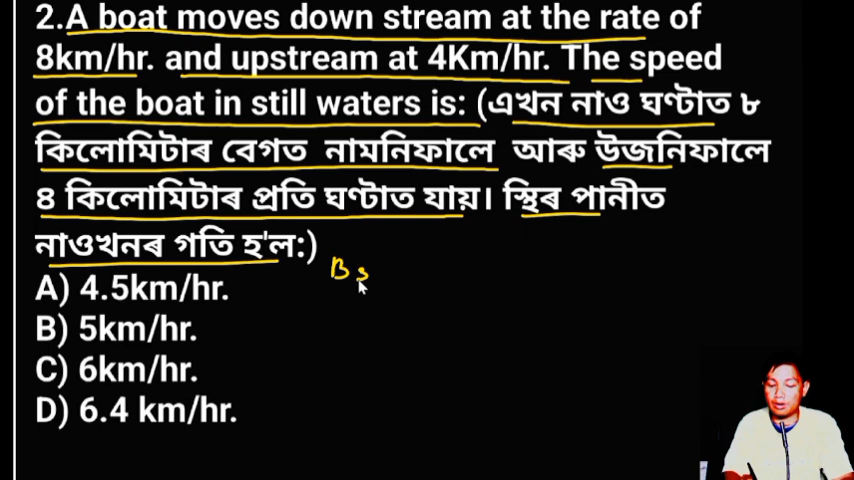 2.A boat moves down stream at the rate of
8km/hr. and upstream at 4Km/hr. The speed
of the boat in still waters is: (এখন নাও ঘণ্টাত ৮
কিলোমিটাৰ বেগত নামনিফালে আৰু উজনিফালে
৪ কিলোমিটাৰ প্ৰতি ঘণ্টাত যায়। স্থিৰ পানীত
নাওখনৰ গতি হ'ল:)
B s
A) 4.5km/hr.
B) 5km/hr.
C) 6km/hr.
D) 6.4 km/hr.